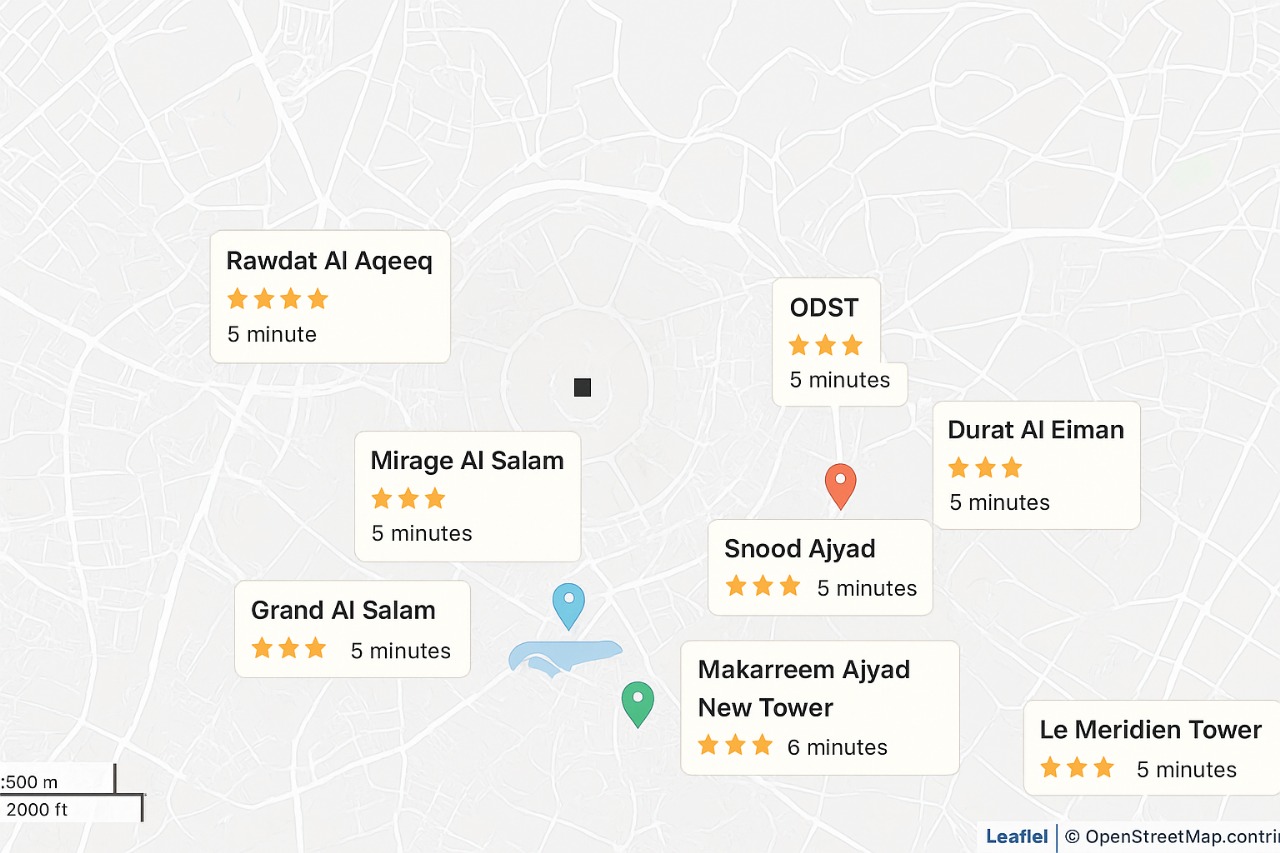 Rawdat Al Aqeeq
5 minute
ODST
5 minutes
Durat Al Eiman
5 minutes
Mirage Al Salam
5 minutes
Snood Ajyad
5 minutes
Grand Al Salam
5 minutes
Makarreem Ajyad
New Tower
6 minutes
Le Meridien Tower
5 minutes
:500 m
2000 ft
Leaflel | © OpenStreetMap.contrir